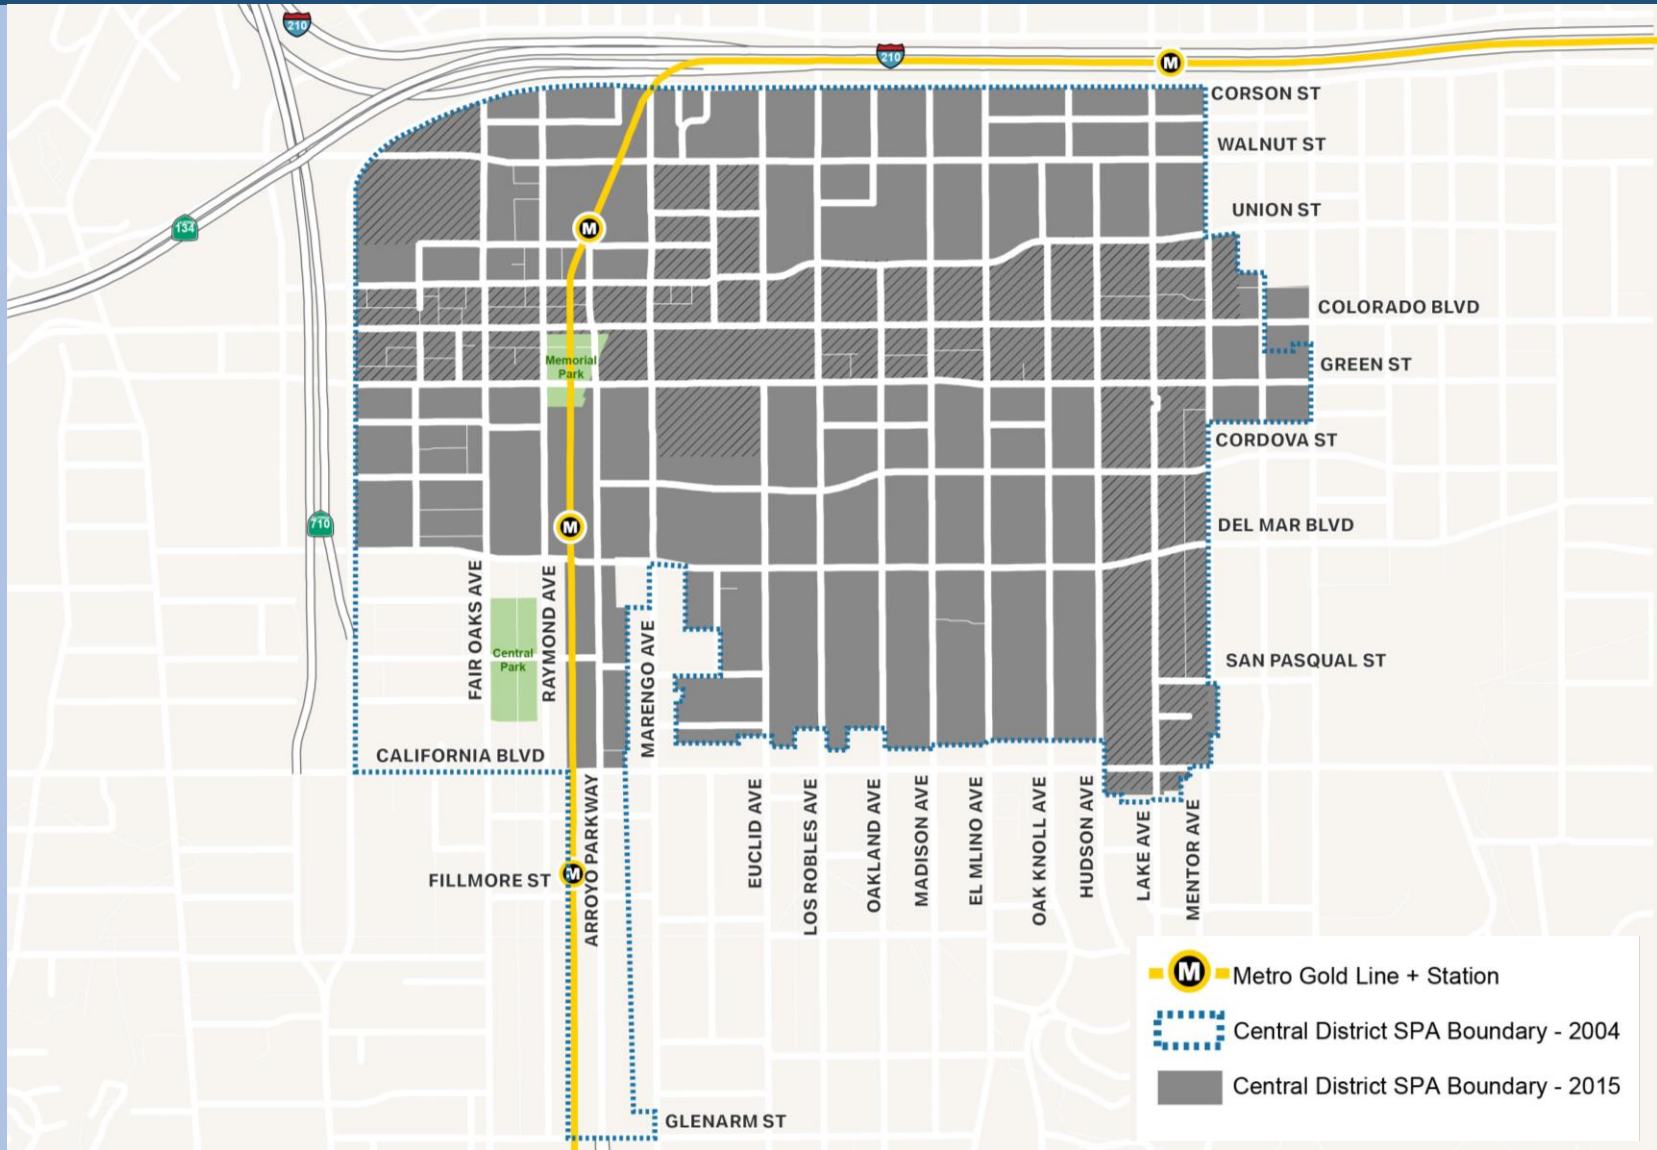 210
210
M
CORSON ST
WALNUT ST
UNION ST
134
M
COLORADO BLVD
Memorial
Park
GREEN ST
CORDOVA ST
710
M
DEL MAR BLVD
FAIR OAKS AVE
RAYMOND AVE
MARENGO AVE
Central
Park
SAN PASQUAL ST
CALIFORNIA BLVD
ARROYO PARKWAY
EUCLID AVE
LOS ROBLES AVE
OAKLAND AVE
MADISON AVE
EL MLINO AVE
OAK KNOLL AVE
HUDSON AVE
LAKE AVE
MENTOR AVE
FILLMORE ST
M
M Metro Gold Line + Station
Central District SPA Boundary - 2004
Central District SPA Boundary - 2015
GLENARM ST